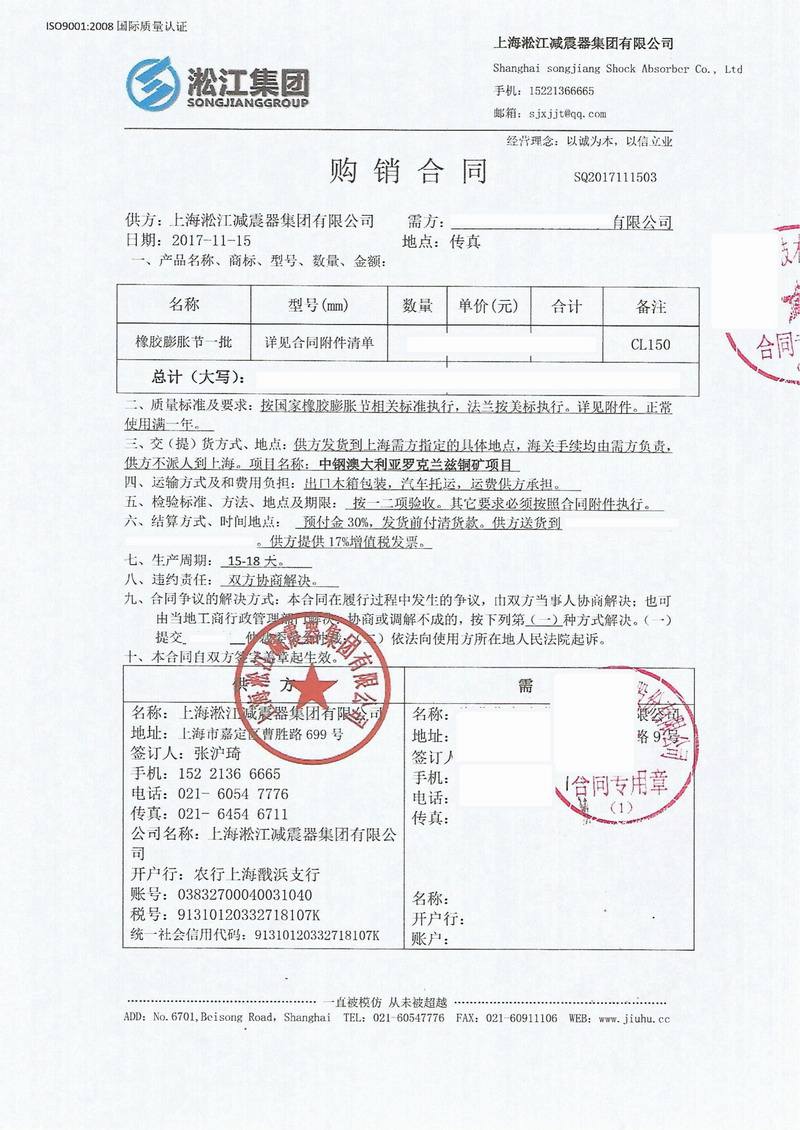 ISO9001:2008 国际质量认证
淞江集团
SONGJIANGGROUP
上海淞江减震器集团有限公司
Shanghai songjiang Shock Absorber Co., Ltd
手机：15221366665
邮箱：sjxjjt@qq.com
经营理念：以诚为本，以信立业
购销合同
SQ2017111503
供方：上海淞江减震器集团有限公司 需方： 有限公司
日期：2017-11-15 地点：传真
一、产品名称、商标、型号、数量、金额：
名称 型号(mm) 数量 单价(元) 合计 备注
橡胶膨胀节一批 详见合同附件清单 CL150
总计（大写）：
二、质量标准及要求：按国家橡胶膨胀节相关标准执行，法兰按美标执行。详见附件。正常
使用满一年。
三、交（提）货方式、地点：供方发货到上海需方指定的具体地点，海关手续均由需方负责，
供方不派人到上海。项目名称：中钢澳大利亚罗克兰兹铜矿项目
四、运输方式及和费用负担：出口木箱包装，汽车托运，运费供方承担。
五、检验标准、方法、地点及期限：按一二项验收。其它要求必须按照合同附件执行。
六、结算方式、时间地点：预付金 30%，发货前付清货款。供方送货到
。供方提供 17%增值税发票。
七、生产周期：15-18 天。
八、违约责任：双方协商解决。
九、合同争议的解决方式：本合同在履行过程中发生的争议，由双方当事人协商解决；也可
由当地工商行政管理部门解决；协商或调解不成的，按下列第（一）种方式解决。（一）
提交 （二）依法向使用方所在地人民法院起诉。
十、本合同自双方签字盖章起生效。
供方 需
名称：上海淞江减震器集团有限公司
地址：上海市嘉定区曹胜路 699 号
签订人：张沪琦
手机：152 2136 6665
电话：021- 6054 7776
传真：021- 6454 6711
公司名称：上海淞江减震器集团有限公
司
开户行：农行上海戬浜支行
账号：03832700040031040
税号：91310120332718107K
统一社会信用代码：91310120332718107K
名称：
地址： 路 9 号
签订人
手机：
电话：
传真：
名称：
开户行：
账户：
上海淞江减震器集团有限公司
股份有限公司
合同专用章
（1）
技术
合同专
一直被模仿 从未被超越
ADD: No.6701,Beisong Road, Shanghai TEL: 021-60547776 FAX: 021-60911106 WEB: www.jiuhu.cc